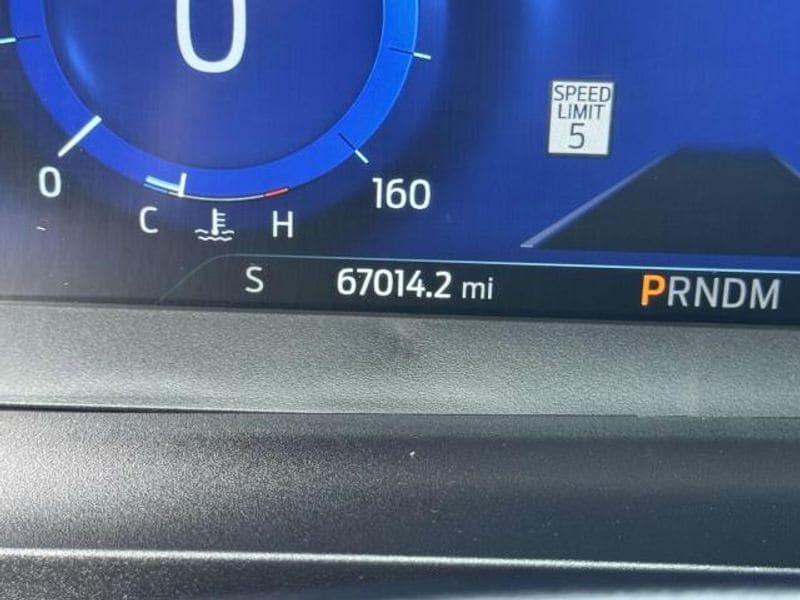 0
SPEED
LIMIT
5
0
160
C
H
S 67014.2 mi PRNDM